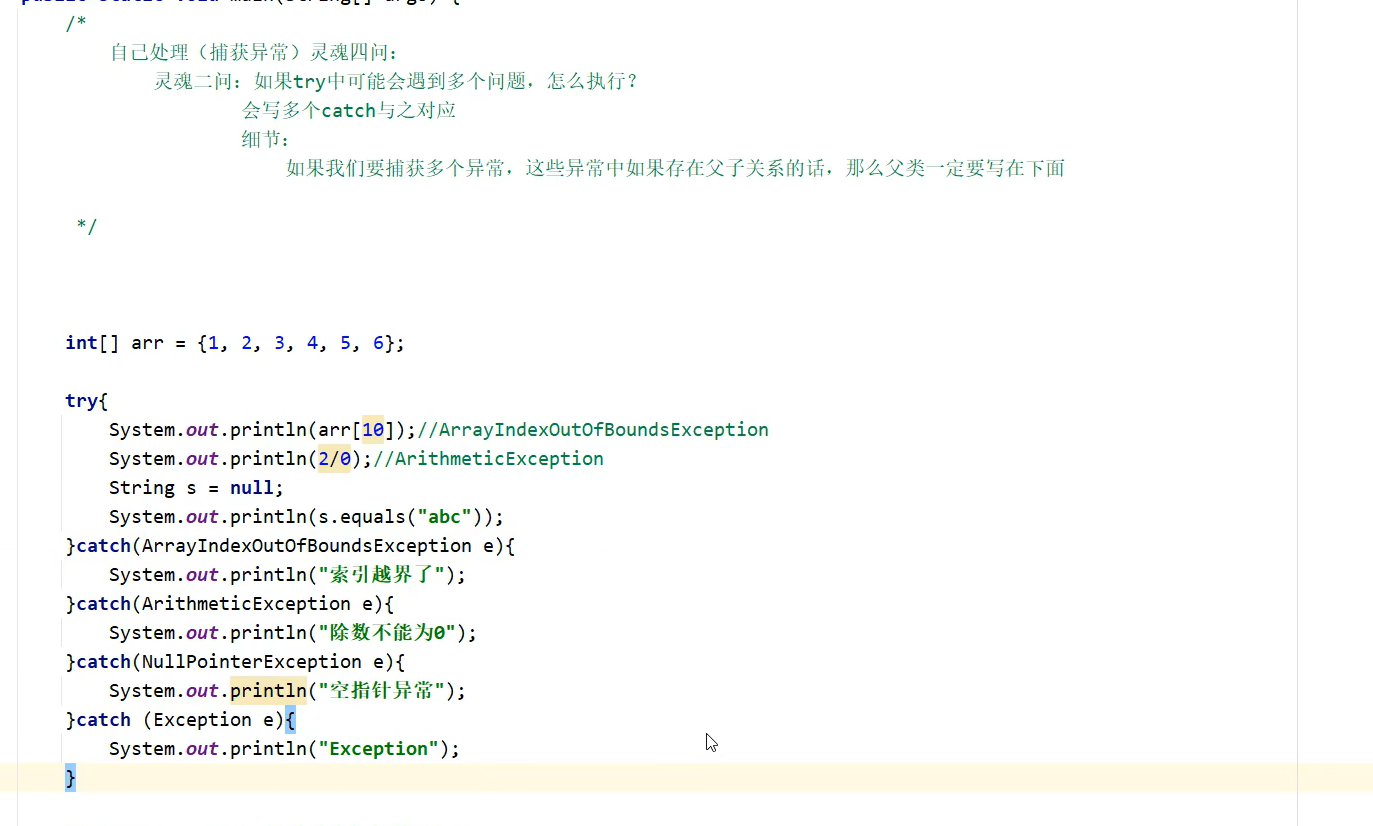 public static void main(String[] args) {
/*
自己处理（捕获异常）灵魂四问：
灵魂二问：如果try中可能会遇到多个问题，怎么执行？
会写多个catch与之对应
细节：
如果我们要捕获多个异常，这些异常中如果存在父子关系的话，那么父类一定要写在下面
*/
int[] arr = {1, 2, 3, 4, 5, 6};
try{
System.out.println(arr[10]);//ArrayIndexOutOfBoundsException
System.out.println(2/0);//ArithmeticException
String s = null;
System.out.println(s.equals("abc"));
}catch(ArrayIndexOutOfBoundsException e){
System.out.println("索引越界了");
}catch(ArithmeticException e){
System.out.println("除数不能为0");
}catch(NullPointerException e){
System.out.println("空指针异常");
}catch (Exception e){
System.out.println("Exception");
}